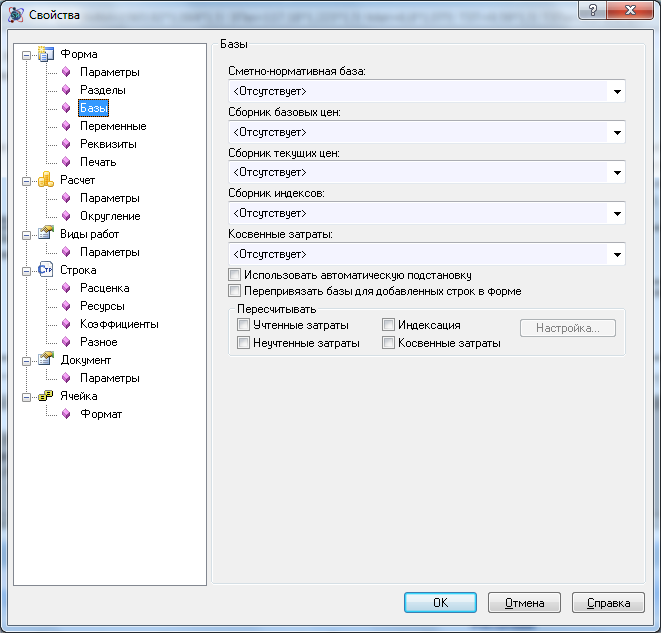 Свойства
Форма
Параметры
Разделы
Базы
Переменные
Реквизиты
Печать
Расчет
Параметры
Округление
Виды работ
Параметры
Строка
Расценка
Ресурсы
Коэффициенты
Разное
Документ
Параметры
Ячейка
Формат
Базы
Сметно-нормативная база:
<Отсутствует>
Сборник базовых цен:
<Отсутствует>
Сборник текущих цен:
<Отсутствует>
Сборник индексов:
<Отсутствует>
Косвенные затраты:
<Отсутствует>
Использовать автоматическую подстановку
Перепривязать базы для добавленных строк в форме
Пересчитывать
Учтенные затраты
Индексация
Настройка...
Неучтенные затраты
Косвенные затраты
OK
Отмена
Справка